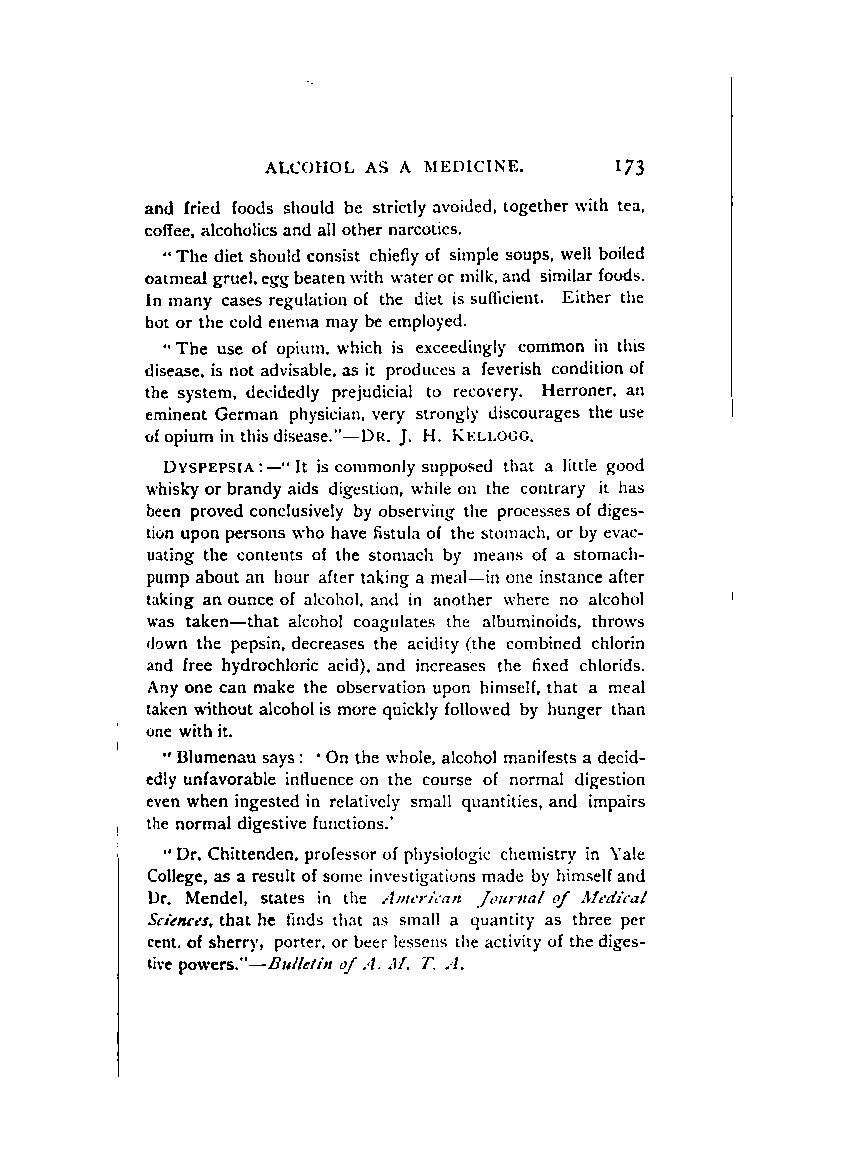 ALCOHOL AS A MEDICINE. 173
and fried foods should be strictly avoided, together with tea,
coffee, alcoholics and all other narcotics.
"The diet should consist chiefly of simple soups, well boiled
oatmeal gruel, egg beaten with water or milk, and similar foods.
In many cases regulation of the diet is sufficient. Either the
hot or the cold enema may be employed.
"The use of opium, which is exceedingly common in this
disease, is not advisable, as it produces a feverish condition of
the system, decidedly prejudicial to recovery. Herroner, an
eminent German physician, very strongly discourages the use
of opium in this disease."—DR. J. H. KELLOGG.
DYSPEPSIA:—"It is commonly supposed that a little good
whisky or brandy aids digestion, while on the contrary it has
been proved conclusively by observing the processes of diges-
tion upon persons who have fistula of the stomach, or by evac-
uating the contents of the stomach by means of a stomach-
pump about an hour after taking a meal—in one instance after
taking an ounce of alcohol, and in another where no alcohol
was taken—that alcohol coagulates the albuminoids, throws
down the pepsin, decreases the acidity (the combined chlorin
and free hydrochloric acid), and increases the fixed chlorids.
Any one can make the observation upon himself, that a meal
taken without alcohol is more quickly followed by hunger than
one with it.
"Blumenau says: 'On the whole, alcohol manifests a decid-
edly unfavorable influence on the course of normal digestion
even when ingested in relatively small quantities, and impairs
the normal digestive functions.'
"Dr. Chittenden, professor of physiologic chemistry in Yale
College, as a result of some investigations made by himself and
Dr. Mendel, states in the American Journal of Medical
Sciences, that he finds that as small a quantity as three per
cent. of sherry, porter, or beer lessens the activity of the diges-
tive powers."—Bulletin of A. M. T. A.